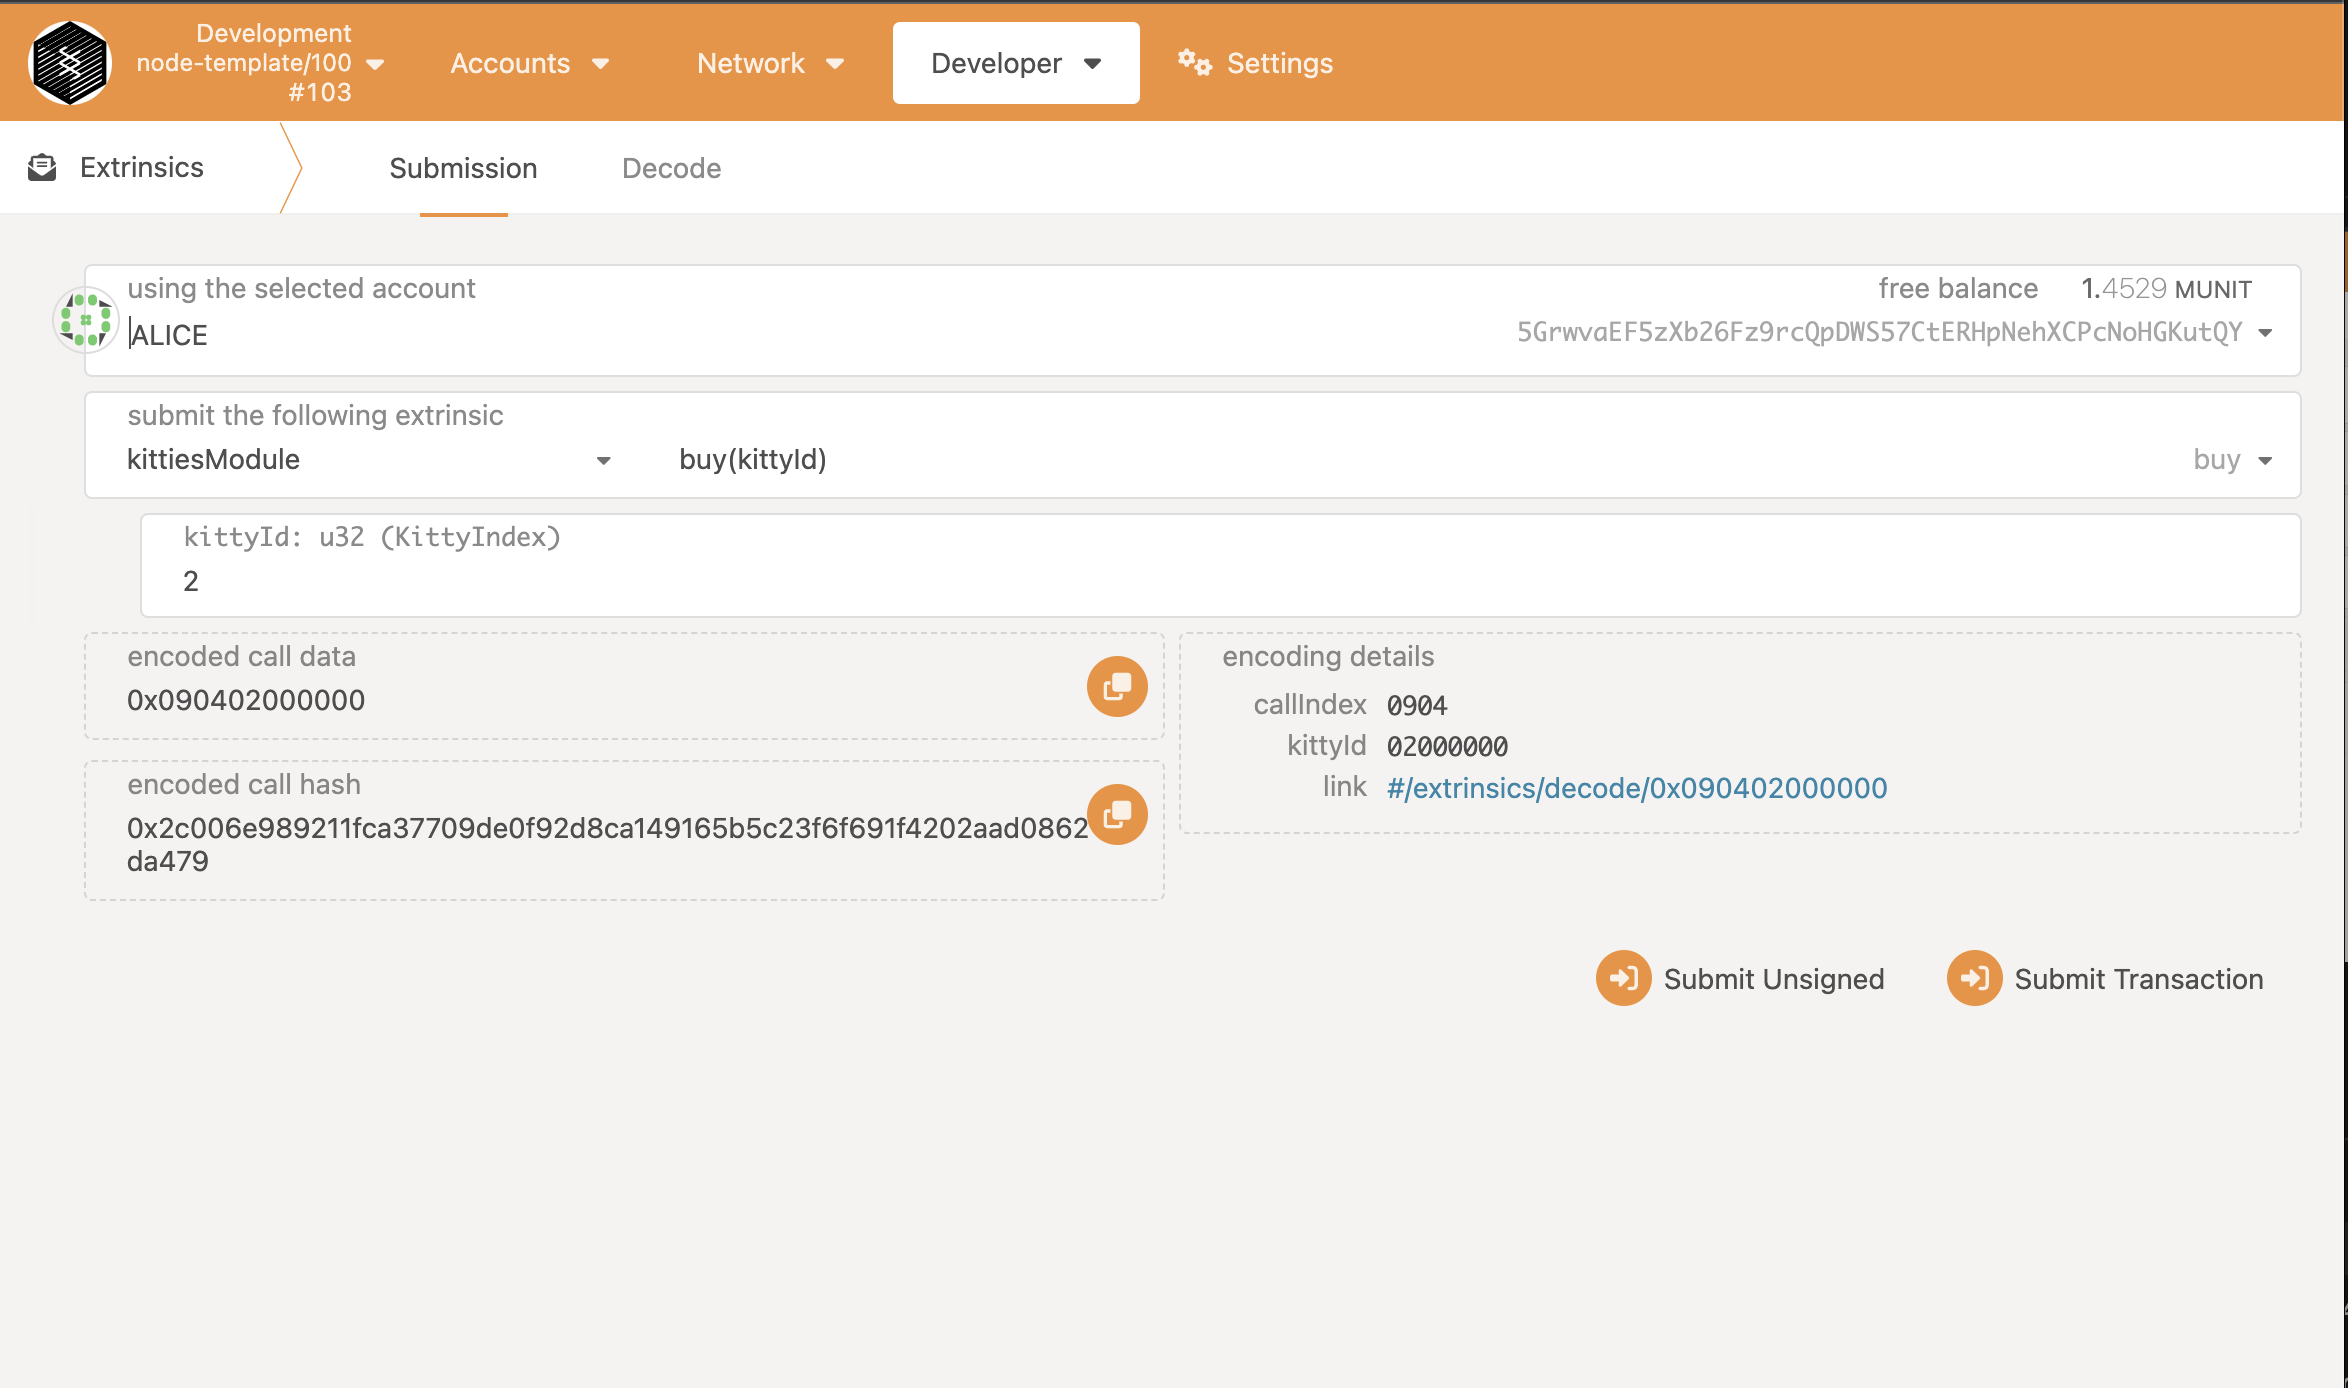 Development
node-template/100
#103
Accounts
Network
Developer
Settings
Extrinsics
Submission
Decode
using the selected account
ALICE
free balance 1.4529 MUNIT
5GrwvaEF5zXb26Fz9rcQpDWS57CtERHpNehXCPcNoHGKutQY
submit the following extrinsic
kittiesModule
buy(kittyId)
buy
kittyId: u32 (KittyIndex)
2
encoded call data
0x090402000000
encoding details
callIndex 0904
kittyId 02000000
link #/extrinsics/decode/0x090402000000
encoded call hash
0x2c006e989211fca37709de0f92d8ca149165b5c23f6f691f4202aad0862
da479
Submit Unsigned
Submit Transaction